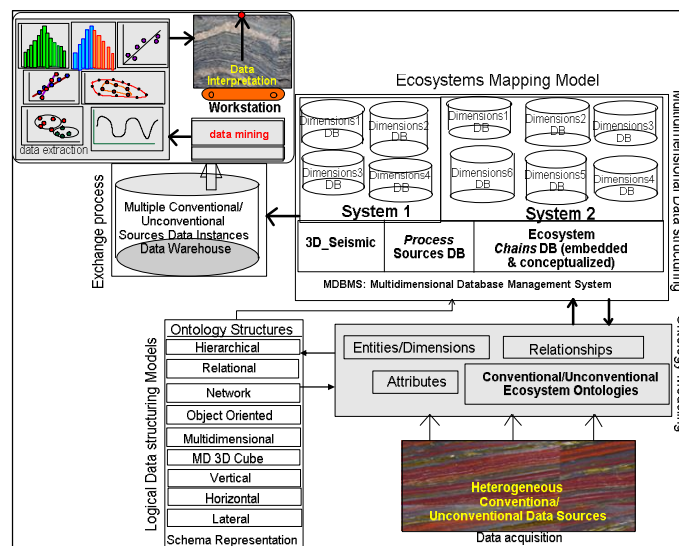 Data
Interpretation
Workstation
data mining
data extraction
Ecosystems Mapping Model
Dimensions1
DB
Dimensions2
DB
Dimensions3
DB
Dimensions4
DB
System 1
Dimensions1
DB
Dimensions2
DB
Dimensions3
DB
Dimensions6
DB
Dimensions5
DB
Dimensions4
DB
System 2
Multidimensional Data Structuring
Exchange process
Multiple Conventional/
Unconventional
Sources Data Instances
Data Warehouse
3D_Seismic
Process
Sources DB
Ecosystem
Chains DB (embedded
& conceptualized)
MDBMS: Multidimensional Database Management System
Logical Data structuring Models
Ontology Structures
Hierarchical
Relational
Network
Object Oriented
Multidimensional
MD 3D Cube
Vertical
Horizontal
Lateral
Schema Representation
Entities/Dimensions
Relationships
Attributes
Conventional/Unconventional
Ecosystem Ontologies
Heterogeneous
Conventiona/
Unconventional Data Sources
Data acquisition